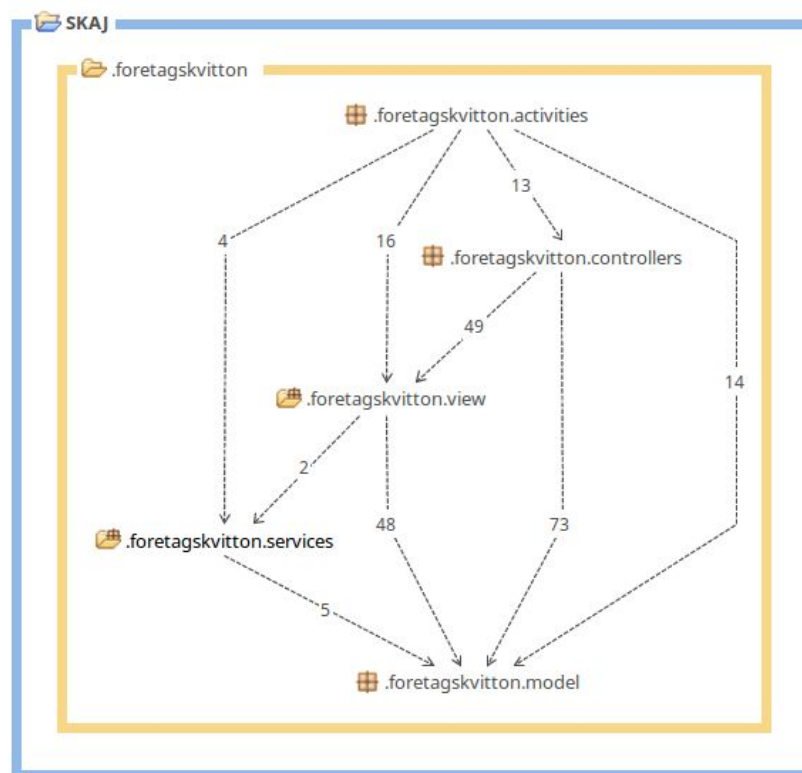 SKAJ
.foretagskvitton
.foretagskvitton.activities
13
4
16
.foretagskvitton.controllers
49
14
.foretagskvitton.view
2
48
73
.foretagskvitton.services
5
.foretagskvitton.model